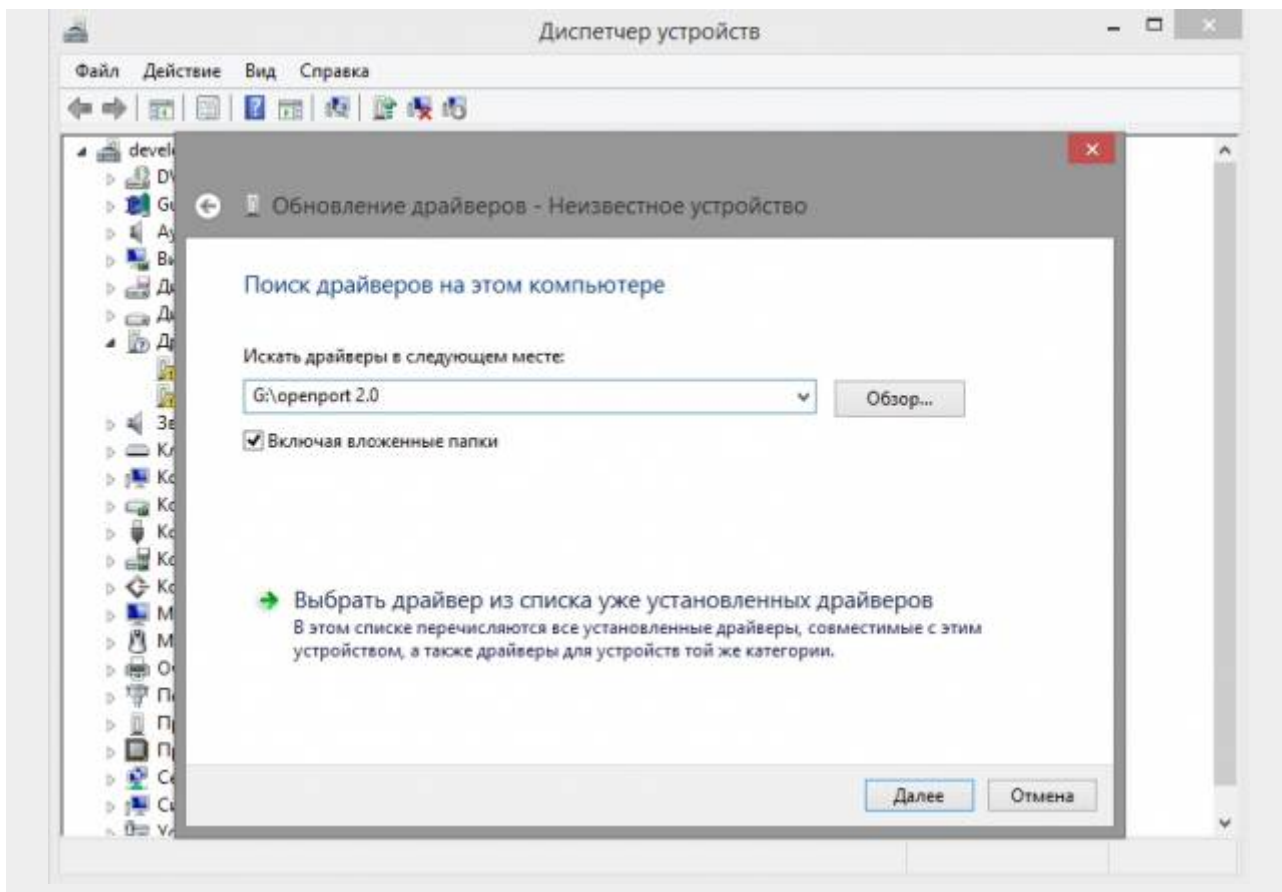 Диспетчер устройств
Файл Действие Вид Справка
Обновление драйверов - Неизвестное устройство
Поиск драйверов на этом компьютере
Искать драйверы в следующем месте:
G:\openport 2.0
Обзор...
Включая вложенные папки
Выбрать драйвер из списка уже установленных драйверов
В этом списке перечисляются все установленные драйверы, совместимые с этим
устройством, а также драйверы для устройств той же категории.
Далее Отмена